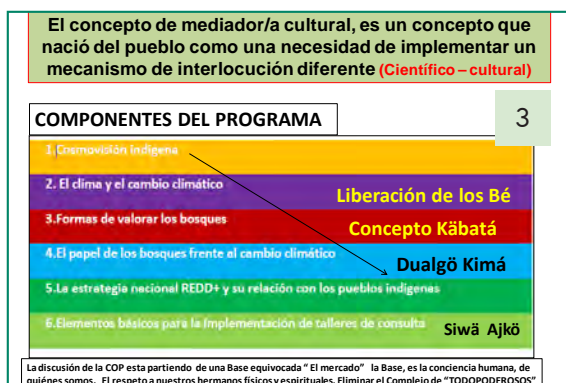 El concepto de mediador/a cultural, es un concepto que
nació del pueblo como una necesidad de implementar un
mecanismo de interlocución diferente (Científico – cultural)
COMPONENTES DEL PROGRAMA
3
1.Cosmovisión indígena
2. El clima y el cambio climático
Liberación de los Bé
3.Formas de valorar los bosques
Concepto Käbatá
4.El papel de los bosques frente al cambio climático
Dualgö Kimá
5.La estrategia nacional REDD+ y su relación con los pueblos indígenas
6.Elementos básicos para la implementación de talleres de consulta
Siwä Ajkö
La discusión de la COP esta partiendo de una Base equivocada “ El mercado” la Base, es la conciencia humana, de
quiénes somos. El respeto a nuestros hermanos físicos y espirituales. Eliminar el Complejo de “TODOPODEROSOS”